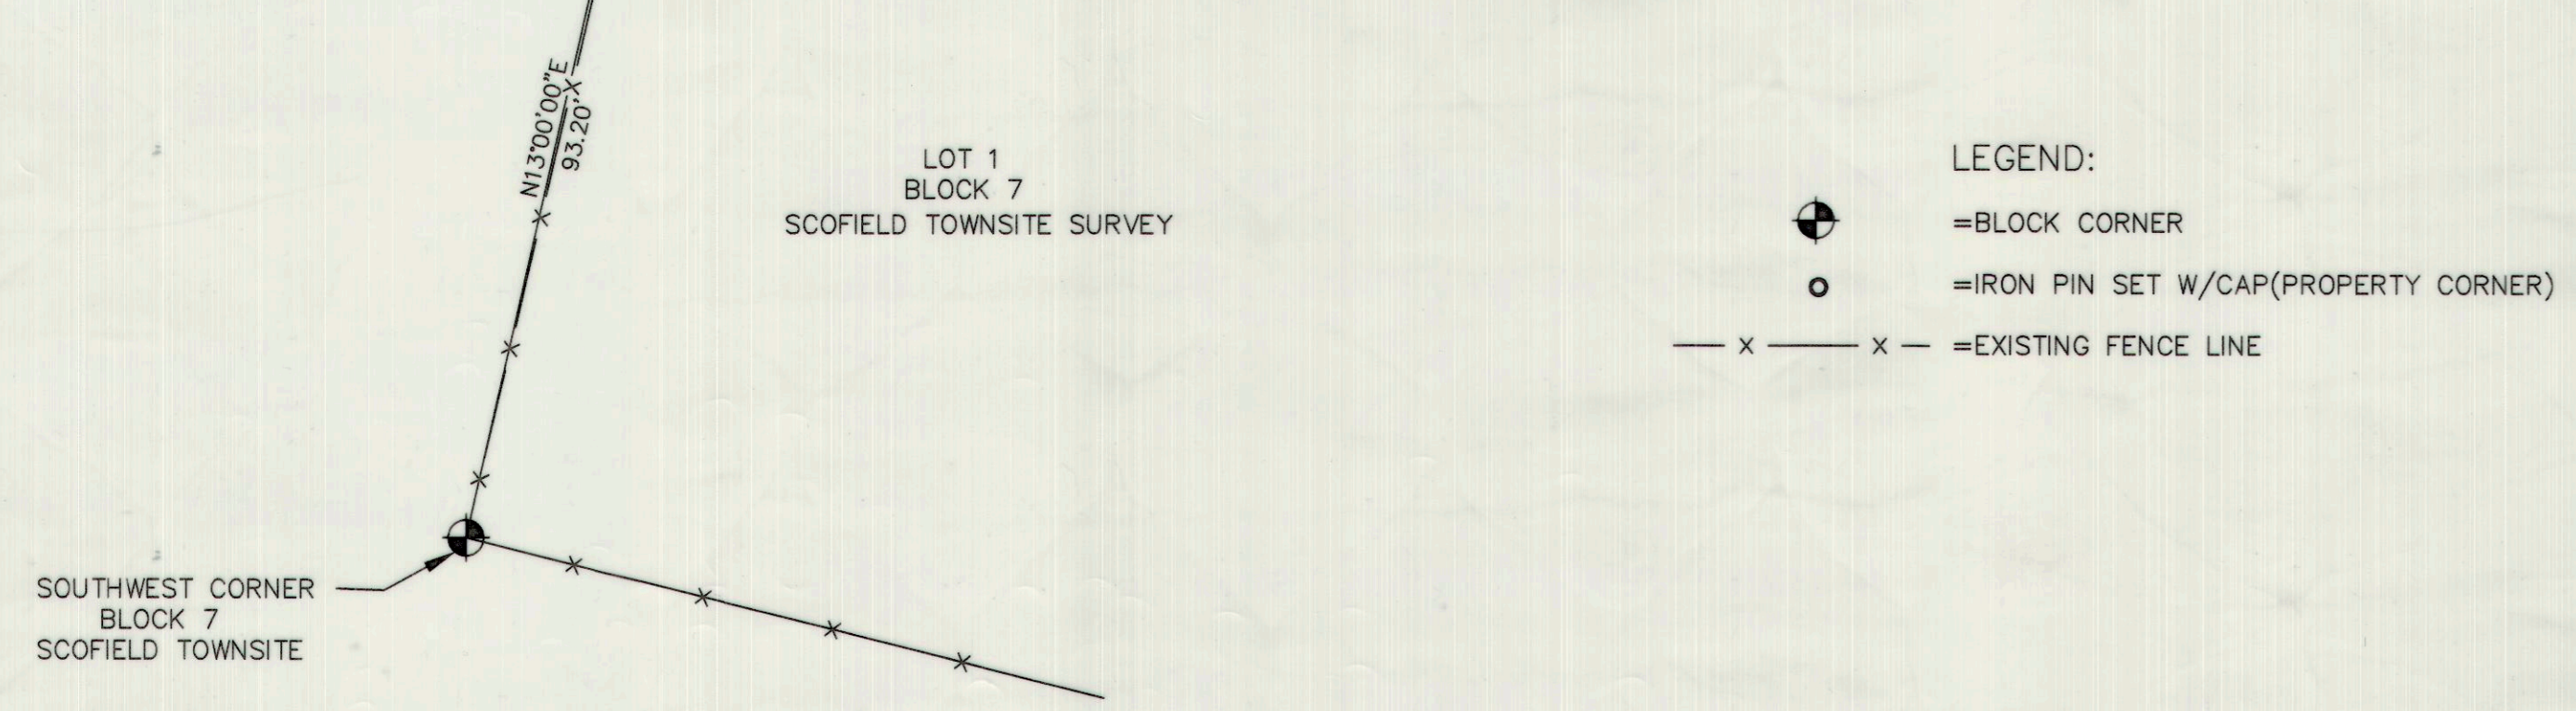 N13°00'00"E
93.20'
LOT 1
BLOCK 7
SCOFIELD TOWNSITE SURVEY
SOUTHWEST CORNER
BLOCK 7
SCOFIELD TOWNSITE
LEGEND:
=BLOCK CORNER
=IRON PIN SET W/CAP(PROPERTY CORNER)
— X — X — =EXISTING FENCE LINE